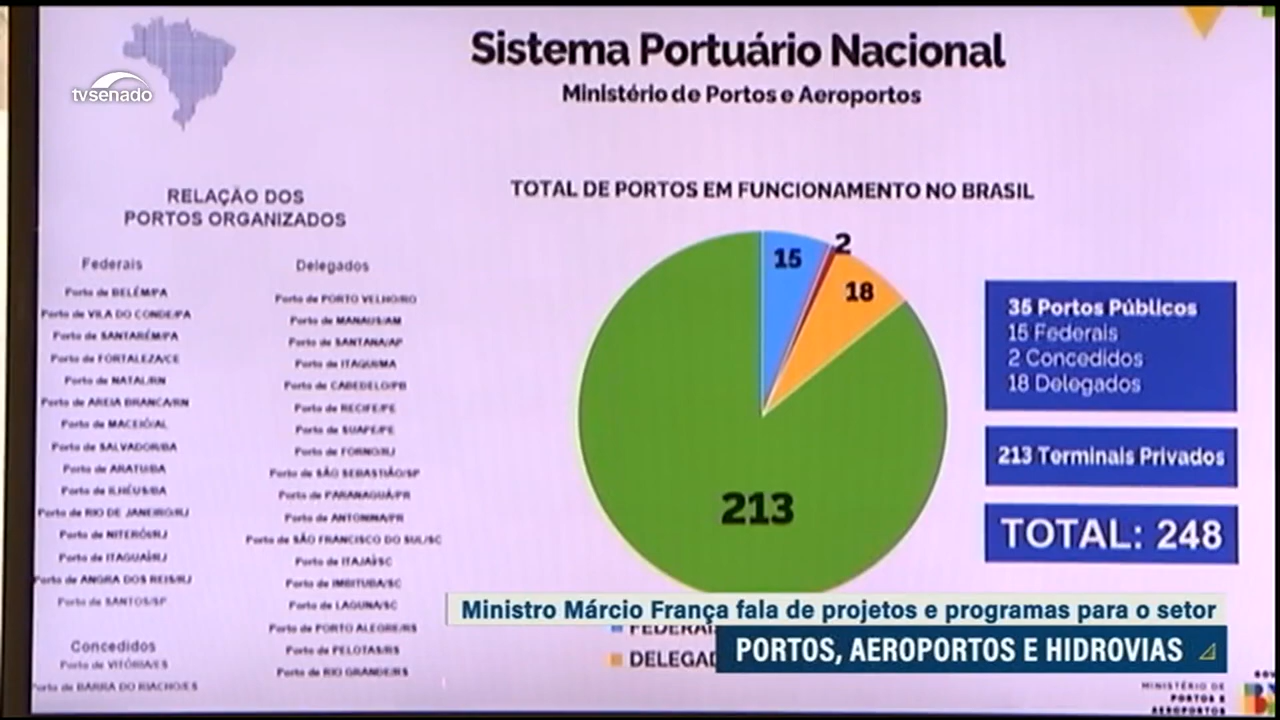 tvsenado
Sistema Portuário Nacional
Ministério de Portos e Aeroportos
RELAÇÃO DOS
PORTOS ORGANIZADOS
Federais
Porto de BELÉM/PA
Porto de VILA DO CONDE/PA
Porto de SANTARÉM/PA
Porto de FORTALEZA/CE
Porto de NATAL/RN
Porto de AREIA BRANCA/RN
Porto de MACEIÓ/AL
Porto de SALVADOR/BA
Porto de ARATU/BA
Porto de ILHÉUS/BA
Porto de RIO DE JANEIRO/RJ
Porto de NITERÓI/RJ
Porto de ITAGUAÍ/RJ
Porto de ANGRA DOS REIS/RJ
Porto de SANTOS/SP
Concedidos
Porto de VITÓRIA/ES
Porto de BARRA DO RIACHO/ES
Delegados
Porto de PORTO VELHO/RO
Porto de MANAUS/AM
Porto de SANTANA/AP
Porto de ITAQUI/MA
Porto de CABEDELO/PB
Porto de RECIFE/PE
Porto de SUAPE/PE
Porto de FORNO/RJ
Porto de SÃO SEBASTIÃO/SP
Porto de PARANAGUÁ/PR
Porto de ANTONINA/PR
Porto de SÃO FRANCISCO DO SUL/SC
Porto de ITAJAÍ/SC
Porto de IMBITUBA/SC
Porto de LAGUNA/SC
Porto de PORTO ALEGRE/RS
Porto de PELOTAS/RS
Porto de RIO GRANDE/RS
TOTAL DE PORTOS EM FUNCIONAMENTO NO BRASIL
15
2
18
213
35 Portos Públicos
15 Federais
2 Concedidos
18 Delegados
213 Terminais Privados
TOTAL: 248
Ministro Márcio França fala de projetos e programas para o setor
PORTOS, AEROPORTOS E HIDROVIAS
MINISTÉRIO DE
PORTOS E
AEROPORTOS